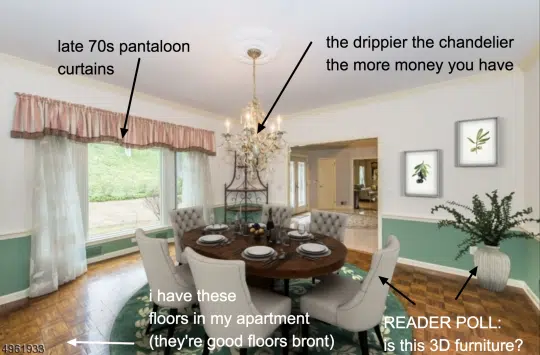 late 70s pantaloon
curtains
the drippier the chandelier
the more money you have
i have these
floors in my apartment
(they're good floors bront)
READER POLL:
is this 3D furniture?
4961933